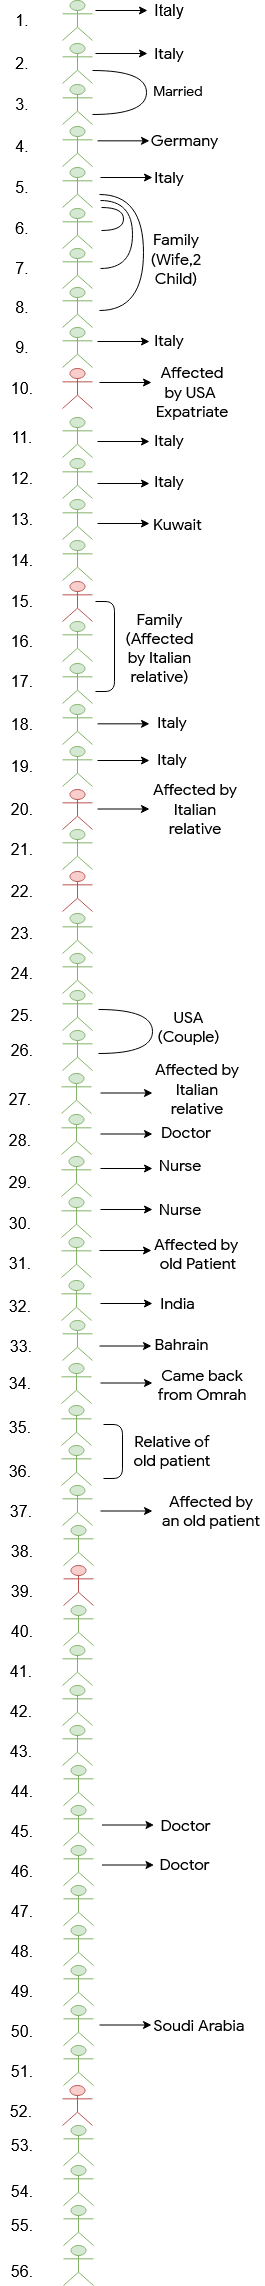 1. Italy
2. Italy
Married
3.
4. Germany
5. Italy
6.
Family
(Wife,2
Child)
7.
8.
9. Italy
10. Affected
by USA
Expatriate
11. Italy
12. Italy
13. Kuwait
14.
15.
Family
(Affected
by Italian
relative)
16.
17.
18. Italy
19. Italy
20. Affected by
Italian
relative
21.
22.
23.
24.
25. USA
(Couple)
26.
27. Affected by
Italian
relative
28. Doctor
29. Nurse
30. Nurse
31. Affected by
old Patient
32. India
33. Bahrain
34. Came back
from Omrah
35.
Relative of
old patient
36.
37. Affected by
an old patient
38.
39.
40.
41.
42.
43.
44.
45. Doctor
46. Doctor
47.
48.
49.
50. Soudi Arabia
51.
52.
53.
54.
55.
56.